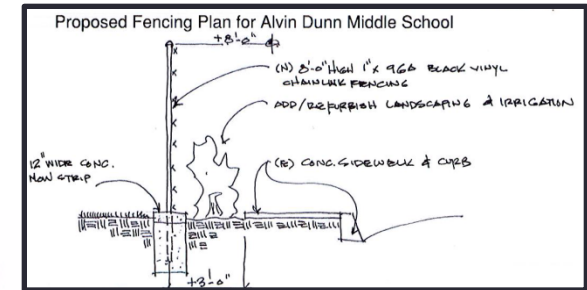 Proposed Fencing Plan for Alvin Dunn Middle School
+8'-0"
(N) 8'-0" HIGH 1" x 9GA BLACK VINYL
CHAINLINK FENCING
ADD/REFURBISH LANDSCAPING & IRRIGATION
12" WIDE CONC.
MOW STRIP
(E) CONC. SIDEWALK & CURB
+3'-0"